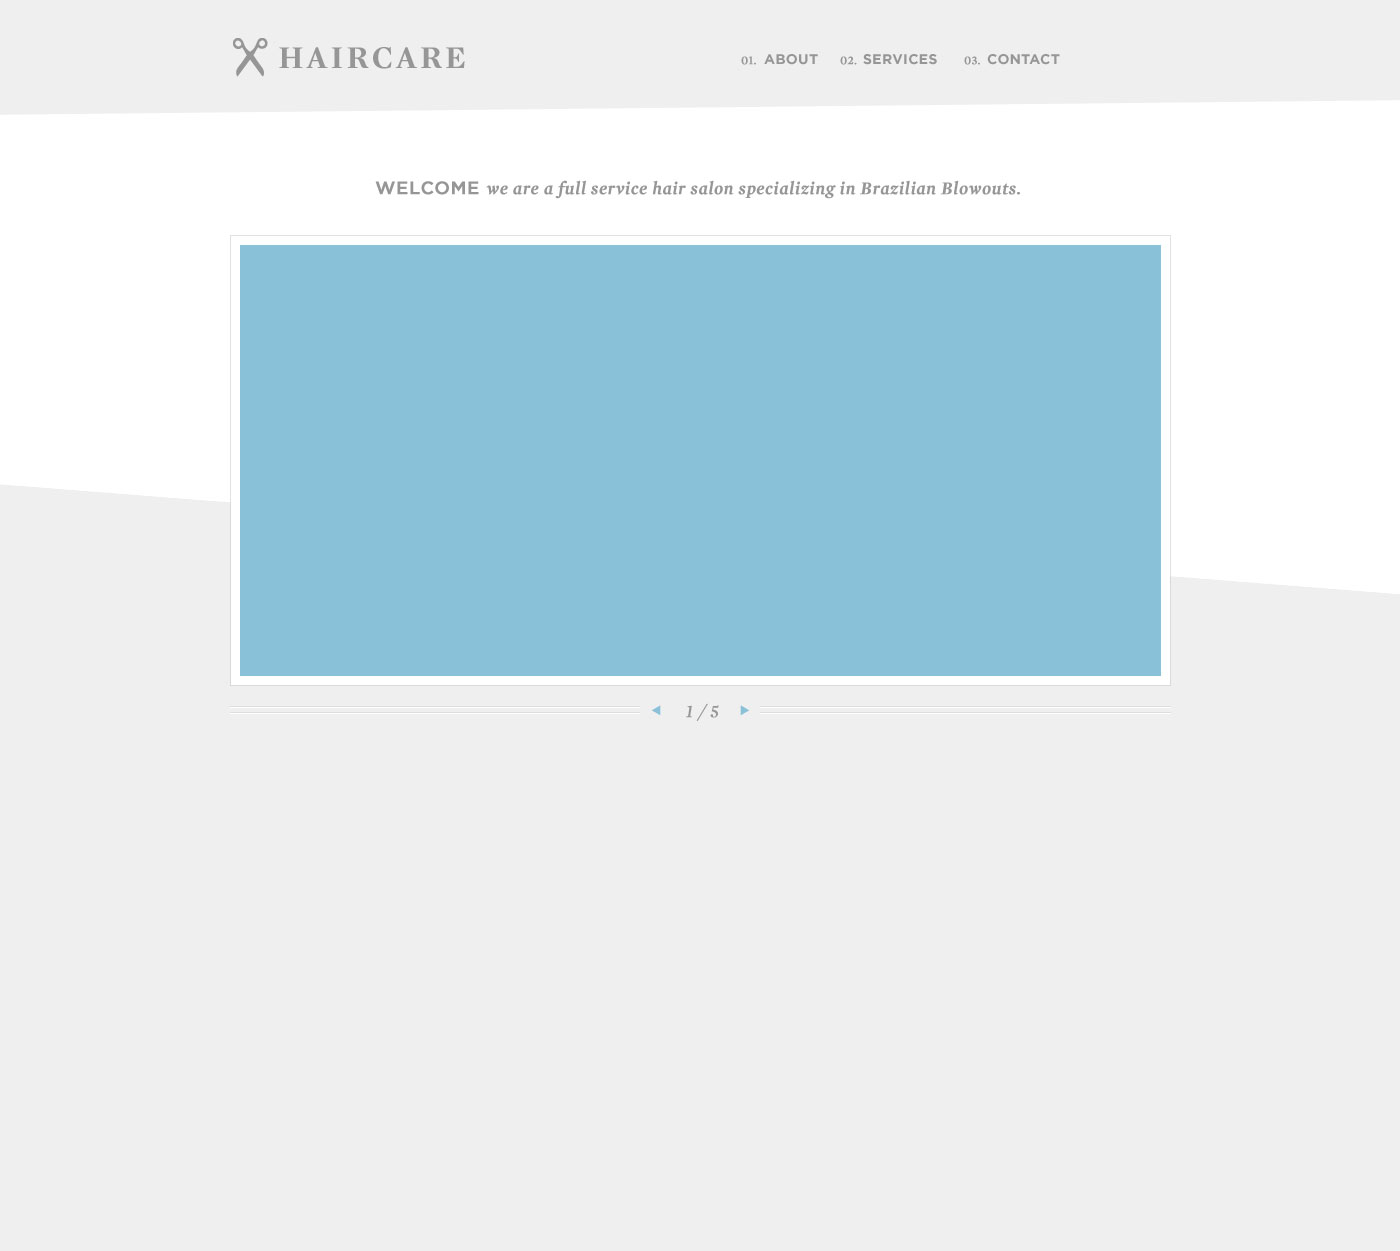 HAIRCARE
01. ABOUT 02. SERVICES 03. CONTACT
WELCOME we are a full service hair salon specializing in Brazilian Blowouts.
1 / 5